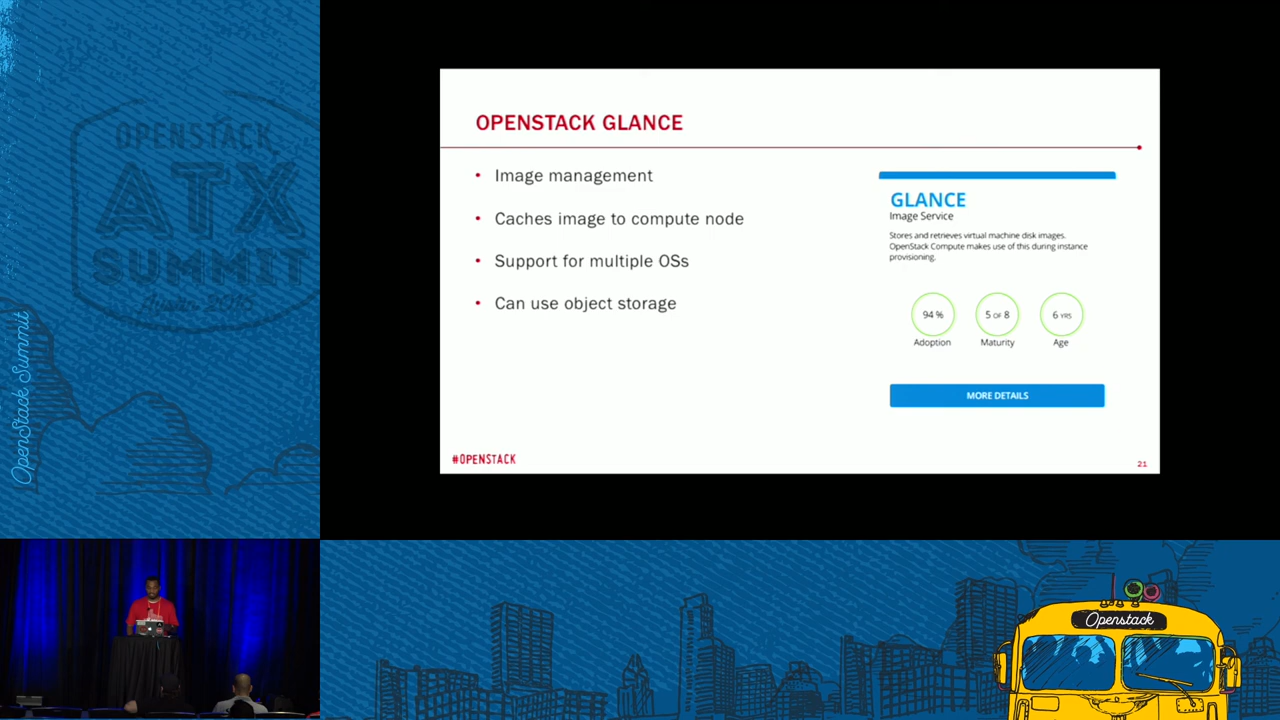 OPENSTACK
ATX
SUMMIT
OpenStack Summit
OPENSTACK GLANCE
• Image management
• Caches image to compute node
• Support for multiple OSs
• Can use object storage
GLANCE
Image Service
Stores and retrieves virtual machine disk images.
OpenStack Compute makes use of this during instance
provisioning.
94 %
5 OF 8
6 YRS
Adoption
Maturity
Age
MORE DETAILS
#OPENSTACK
21
Openstack